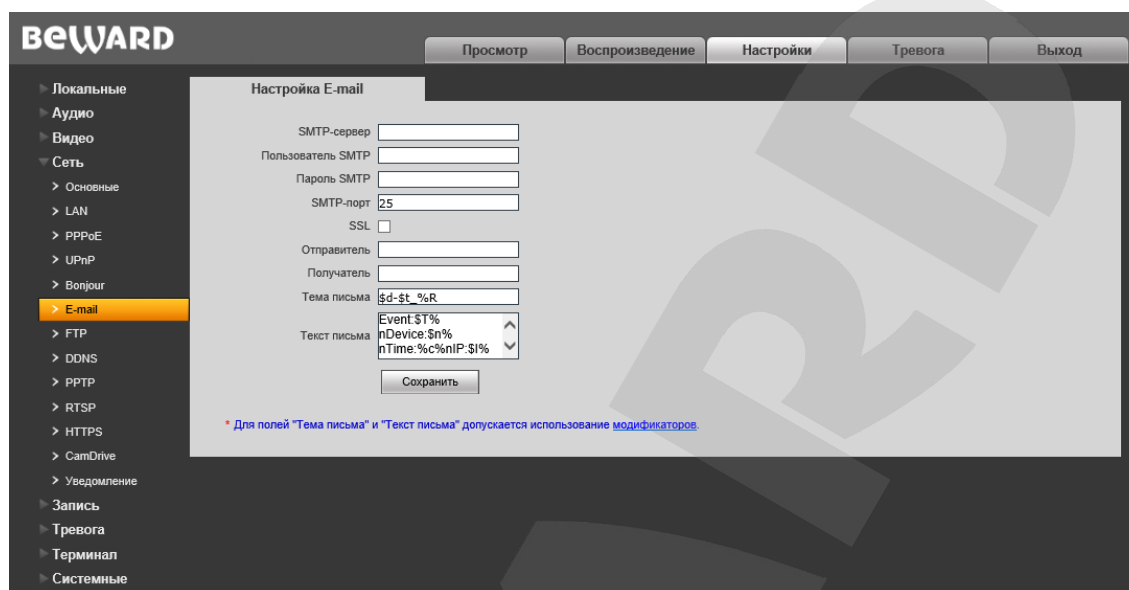 BEWARD
Просмотр Воспроизведение Настройки Тревога Выход
Локальные
Аудио
Видео
Сеть
Основные
LAN
PPPoE
UPnP
Bonjour
E-mail
FTP
DDNS
PPTP
RTSP
HTTPS
CamDrive
Уведомление
Запись
Тревога
Терминал
Системные
Настройка E-mail
SMTP-сервер
Пользователь SMTP
Пароль SMTP
SMTP-порт 25
SSL
Отправитель
Получатель
Тема письма $d-$t_%R
Текст письма Event:$T%
nDevice:$n%
nTime:%c%nIP:$I%
Сохранить
* Для полей "Тема письма" и "Текст письма" допускается использование модификаторов.